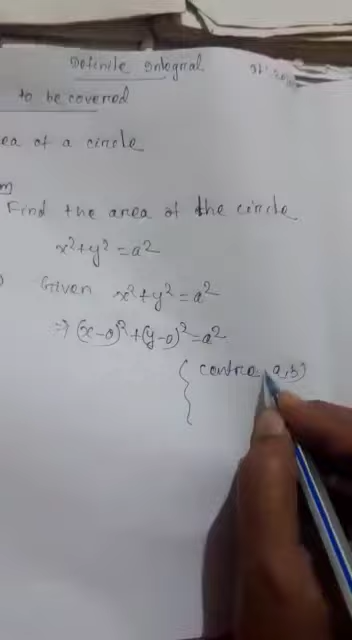 Definite Integral
to be covered
ea of a circle
Find the area of the circle
x²+y² = a²
Given x²+y² = a²
⇒ (x-0)²+(y-0)² = a²
{ centre a,b)